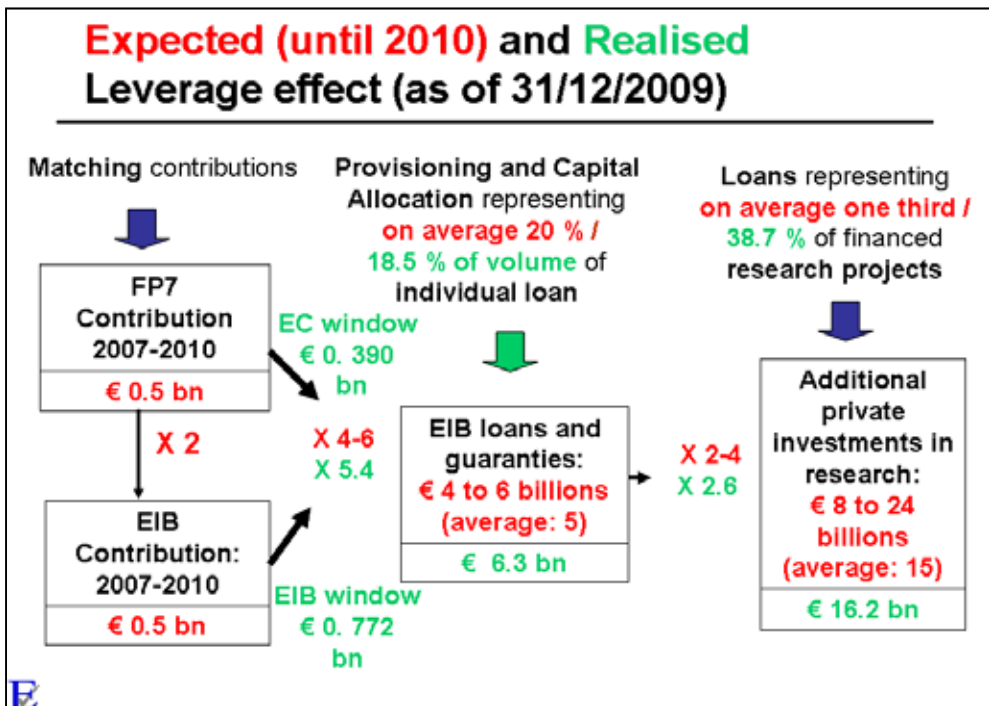 Expected (until 2010) and Realised
Leverage effect (as of 31/12/2009)
Matching contributions
FP7
Contribution
2007-2010
€ 0.5 bn
X 2
EIB
Contribution:
2007-2010
€ 0.5 bn
EC window
€ 0. 390
bn
X 4-6
X 5.4
EIB window
€ 0. 772
bn
Provisioning and Capital
Allocation representing
on average 20 % /
18.5 % of volume of
individual loan
EIB loans and
guaranties:
€ 4 to 6 billions
(average: 5)
€ 6.3 bn
X 2-4
X 2.6
Loans representing
on average one third /
38.7 % of financed
research projects
Additional
private
investments in
research:
€ 8 to 24
billions
(average: 15)
€ 16.2 bn